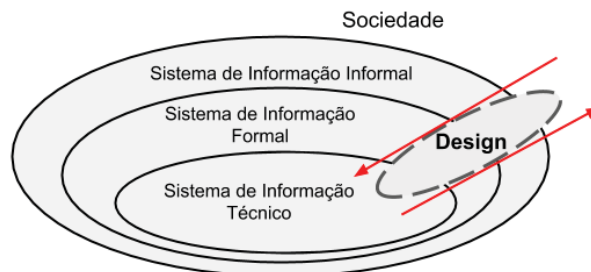 Sociedade
Sistema de Informação Informal
Sistema de Informação
Formal
Design
Sistema de Informação
Técnico